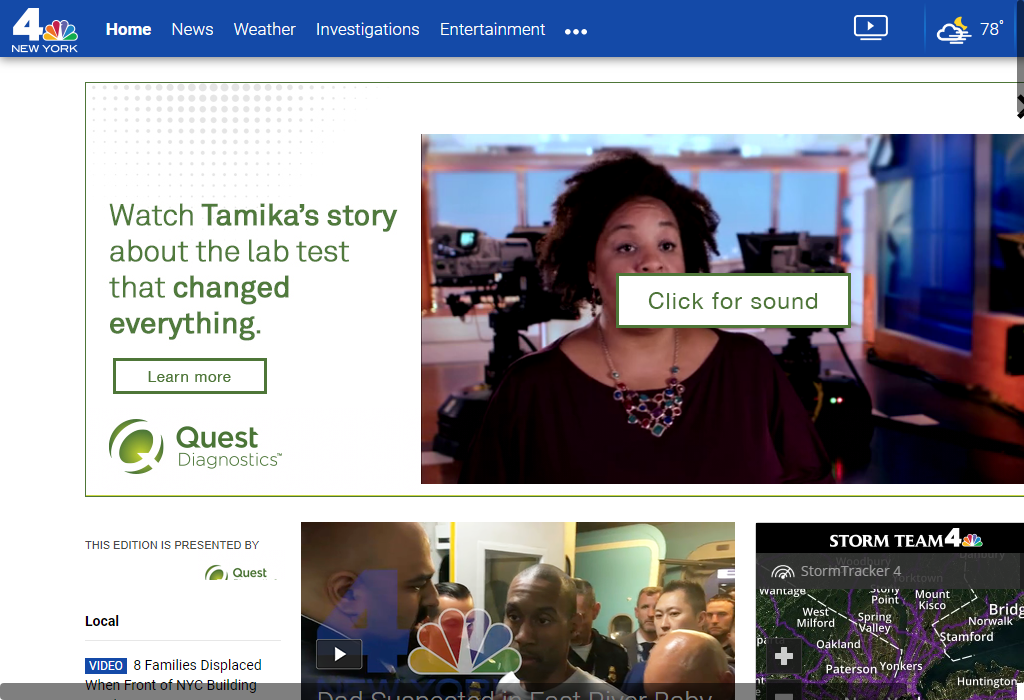 4
NEW YORK
Home News Weather Investigations Entertainment
78°
Watch Tamika's story
about the lab test
that changed
everything.
Click for sound
Learn more
Quest
Diagnostics™
THIS EDITION IS PRESENTED BY
Quest
Local
VIDEO 8 Families Displaced
When Front of NYC Building
Dad Suspected in East River Baby
STORM TEAM 4
StormTracker 4
Woodbury
Danbury
Yorktown
Wantage
Stony
Point
Mount
Kisco
West
Milford
Spring
Valley
Norwalk
Stamford
Oakland
Paterson
Yonkers
Huntington